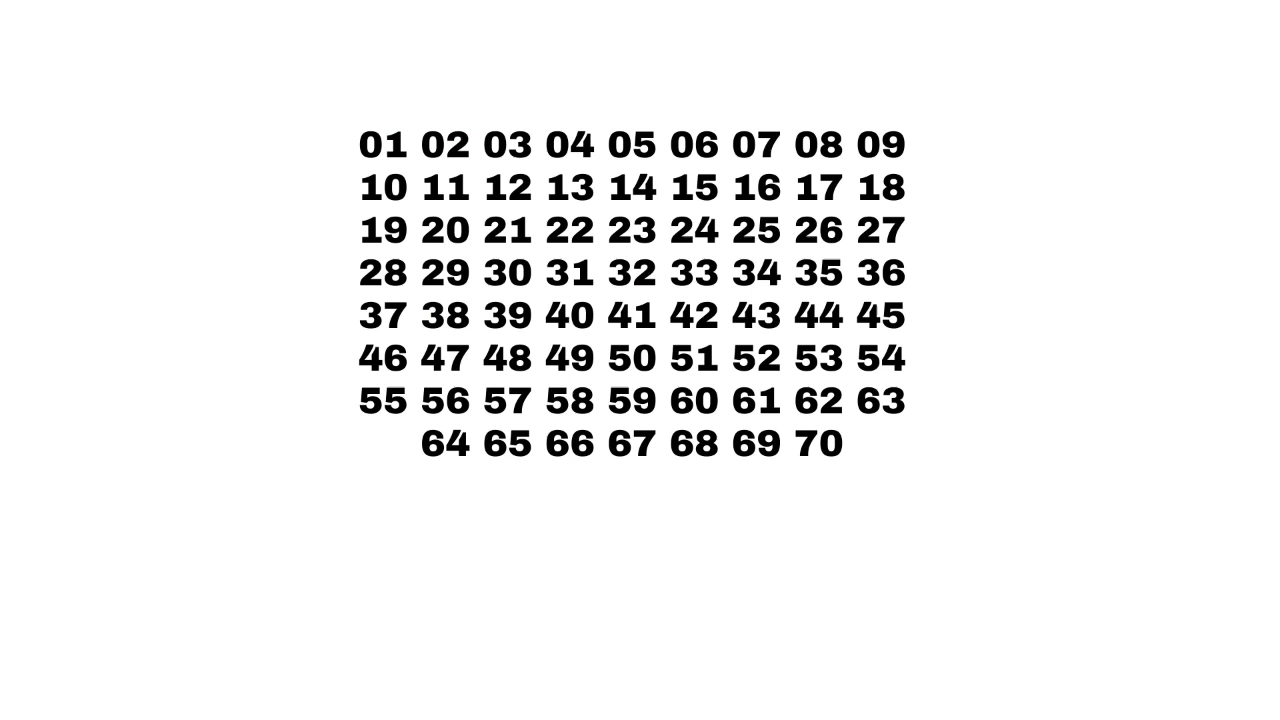 01 02 03 04 05 06 07 08 09
10 11 12 13 14 15 16 17 18
19 20 21 22 23 24 25 26 27
28 29 30 31 32 33 34 35 36
37 38 39 40 41 42 43 44 45
46 47 48 49 50 51 52 53 54
55 56 57 58 59 60 61 62 63
64 65 66 67 68 69 70